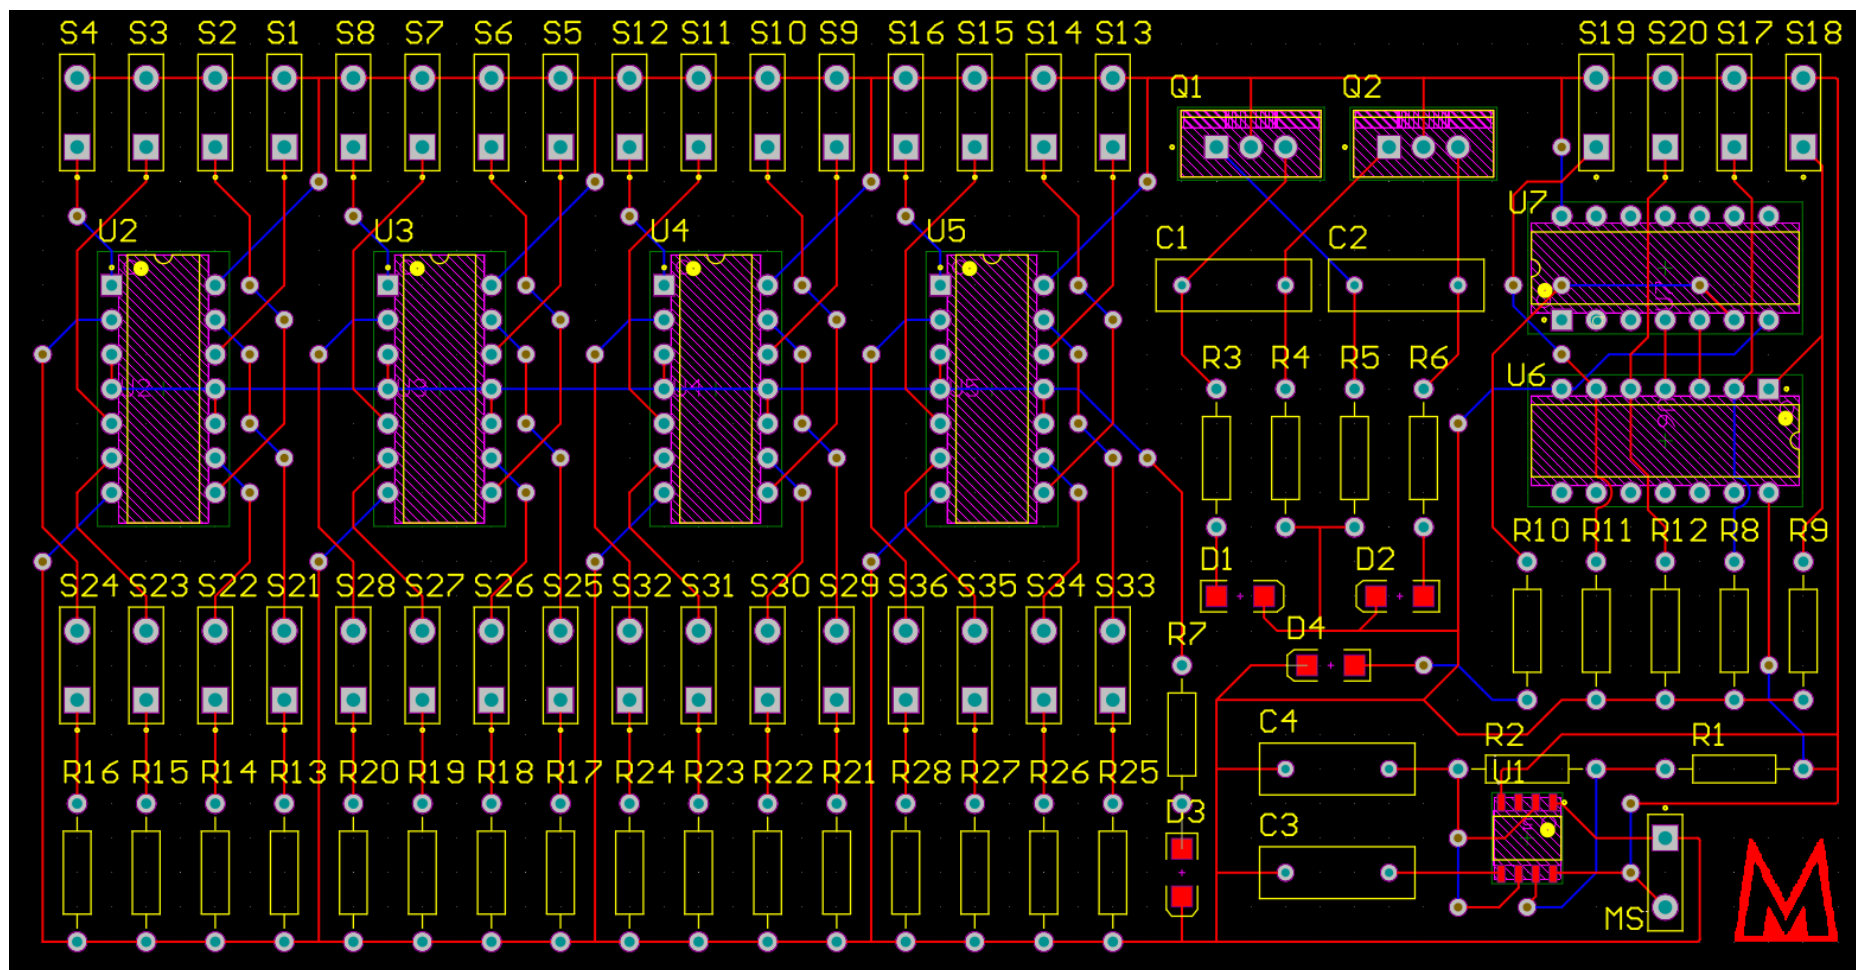 S4 S3 S2 S1 S8 S7 S6 S5 S12 S11 S10 S9 S16 S15 S14 S13 S19 S20 S17 S18
Q1 Q2
U7
U2 U3 U4 U5 C1 C2
R3 R4 R5 R6
U2 U3 U4 U5 U6
R10 R11 R12 R8 R9
D1 D2
S24 S23 S22 S21 S28 S27 S26 S25 S32 S31 S30 S29 S36 S35 S34 S33
R7 D4
C4 R2 R1
R16 R15 R14 R13 R20 R19 R18 R17 R24 R23 R22 R21 R28 R27 R26 R25 U1
D3 C3
MS M